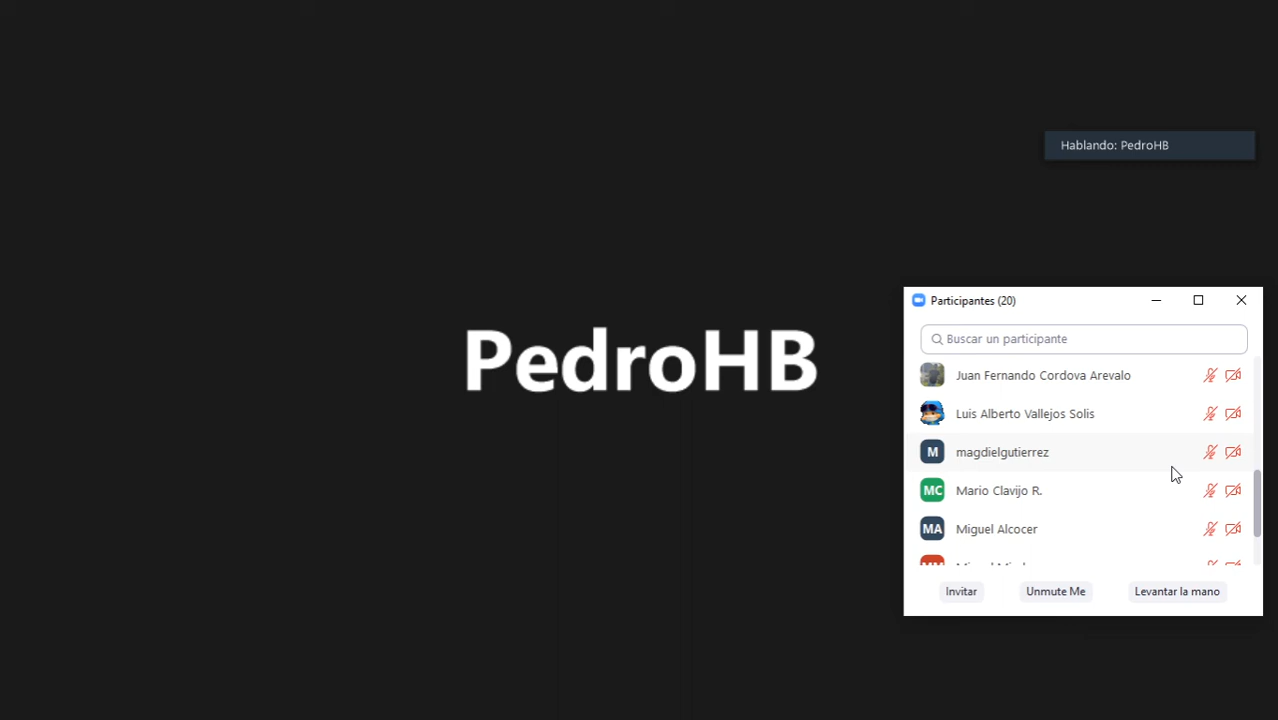 Hablando: PedroHB
PedroHB
Participantes (20)
Buscar un participante
Juan Fernando Cordova Arevalo
Luis Alberto Vallejos Solis
M magdielgutierrez
MC Mario Clavijo R.
MA Miguel Alcocer
Invitar Unmute Me Levantar la mano